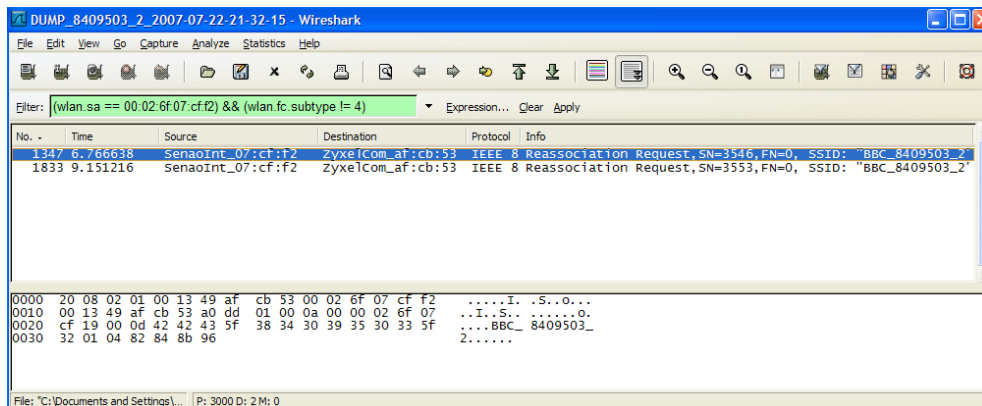 DUMP_8409503_2_2007-07-22-21-32-15 - Wireshark
File Edit View Go Capture Analyze Statistics Help
Filter: (wlan.sa == 00:02:6f:07:cf:f2) && (wlan.fc.subtype != 4) Expression... Clear Apply
No. - Time Source Destination Protocol Info
1347 6.766638 SenaoInt_07:cf:f2 ZyxelCom_af:cb:53 IEEE 8 Reassociation Request,SN=3546,FN=0, SSID: "BBC_8409503_2"
1833 9.151216 SenaoInt_07:cf:f2 ZyxelCom_af:cb:53 IEEE 8 Reassociation Request,SN=3553,FN=0, SSID: "BBC_8409503_2"
0000 20 08 02 01 00 13 49 af cb 53 00 02 6f 07 cf f2 .....I. .S..o...
0010 00 13 49 af cb 53 a0 dd 01 00 0a 00 00 02 6f 07 ..I..S.. ......o.
0020 cf 19 00 0d 42 42 43 5f 38 34 30 39 35 30 33 5f ....BBC_ 8409503_
0030 32 01 04 82 84 8b 96 2......
File: "C:\Documents and Settings\... P: 3000 D: 2 M: 0